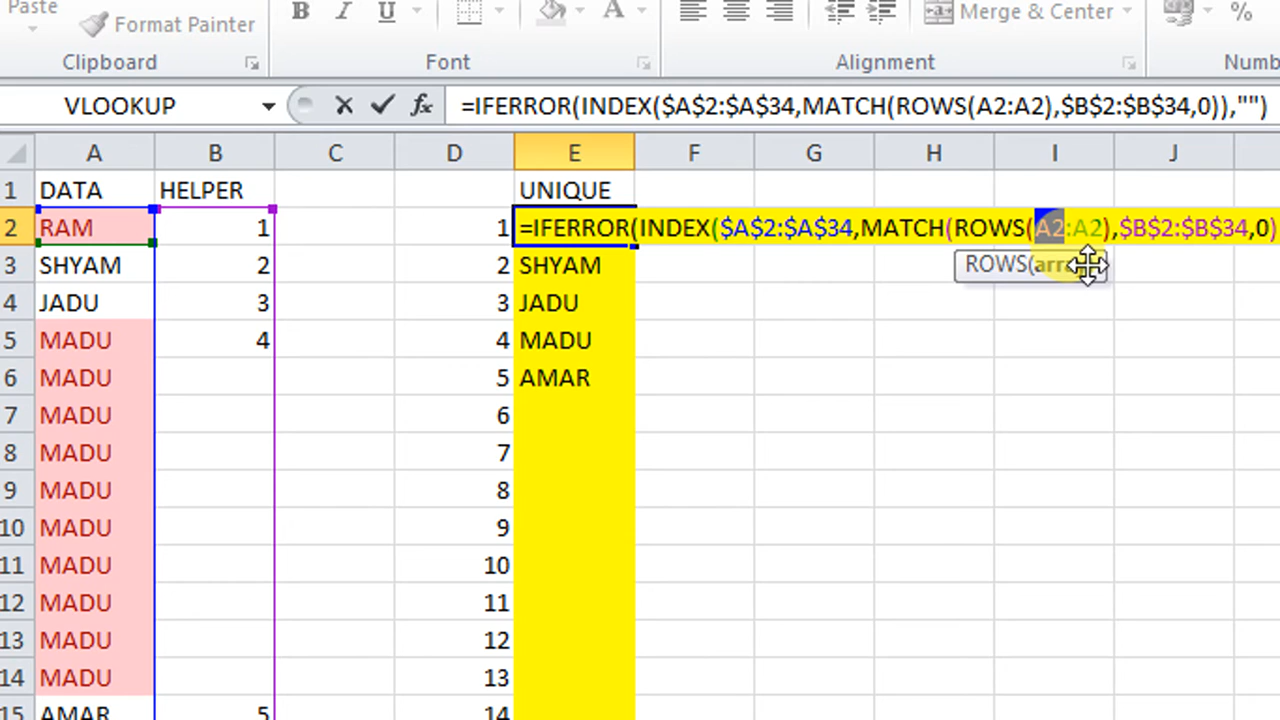 Paste
Format Painter
B I U A
Merge & Center %
Clipboard Font Alignment Numb
VLOOKUP fx =IFERROR(INDEX($A$2:$A$34,MATCH(ROWS(A2:A2),$B$2:$B$34,0)),"")
A B C D E F G H I J
1 DATA HELPER UNIQUE
2 RAM 1 1 =IFERROR(INDEX($A$2:$A$34,MATCH(ROWS(A2:A2),$B$2:$B$34,0)
3 SHYAM 2 2 SHYAM ROWS(
4 JADU 3 3 JADU
5 MADU 4 4 MADU
6 MADU 5 AMAR
7 MADU 6
8 MADU 7
9 MADU 8
10 MADU 9
11 MADU 10
12 MADU 11
13 MADU 12
14 MADU 13
15 AMAR 5 14